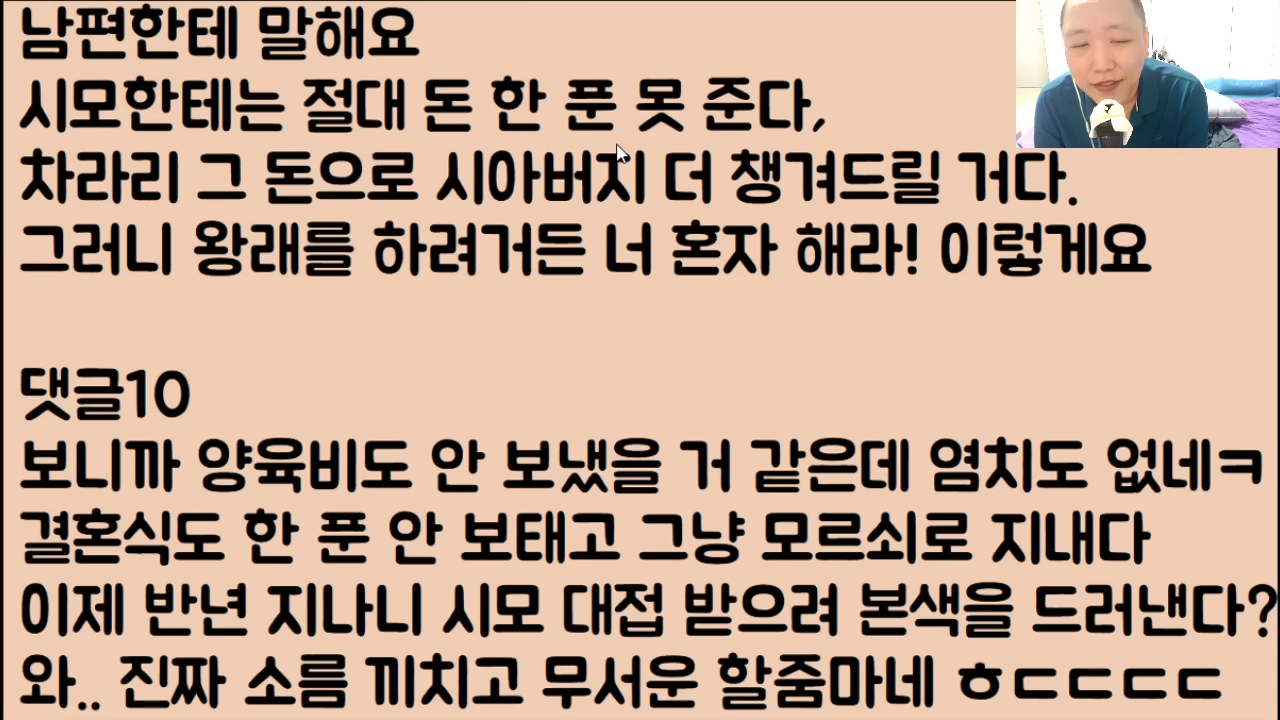 남편한테 말해요
시모한테는 절대 돈 한 푼 못 준다,
차라리 그 돈으로 시아버지 더 챙겨드릴 거다.
그러니 왕래를 하려거든 너 혼자 해라! 이렇게요
댓글10
보니까 양육비도 안 보냈을 거 같은데 염치도 없네ㅋ
결혼식도 한 푼 안 보태고 그냥 모르쇠로 지내다
이제 반년 지나니 시모 대접 받으려 본색을 드러낸다?
와.. 진짜 소름 끼치고 무서운 할줌마네 ㅎㄷㄷㄷㄷ